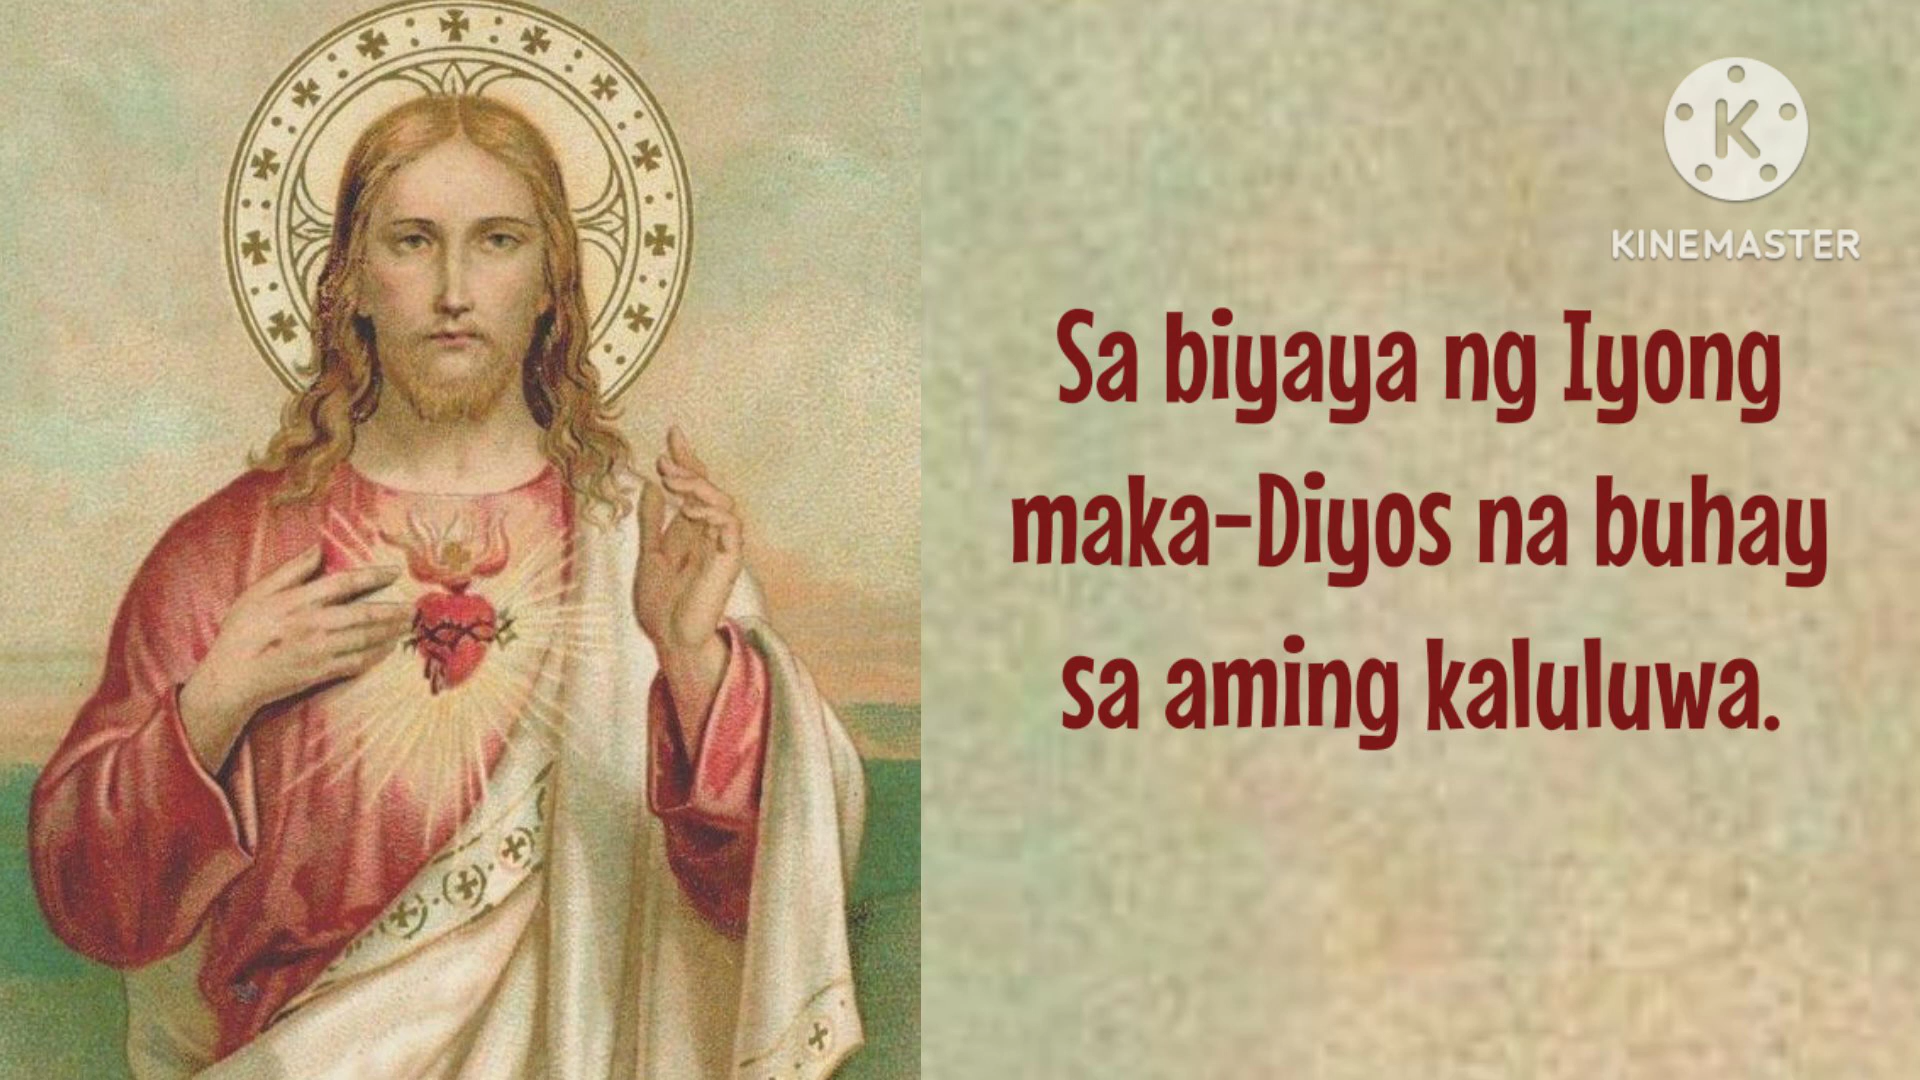 K
KINEMASTER
Sa biyaya ng Iyong
maka-Diyos na buhay
sa aming kaluluwa.